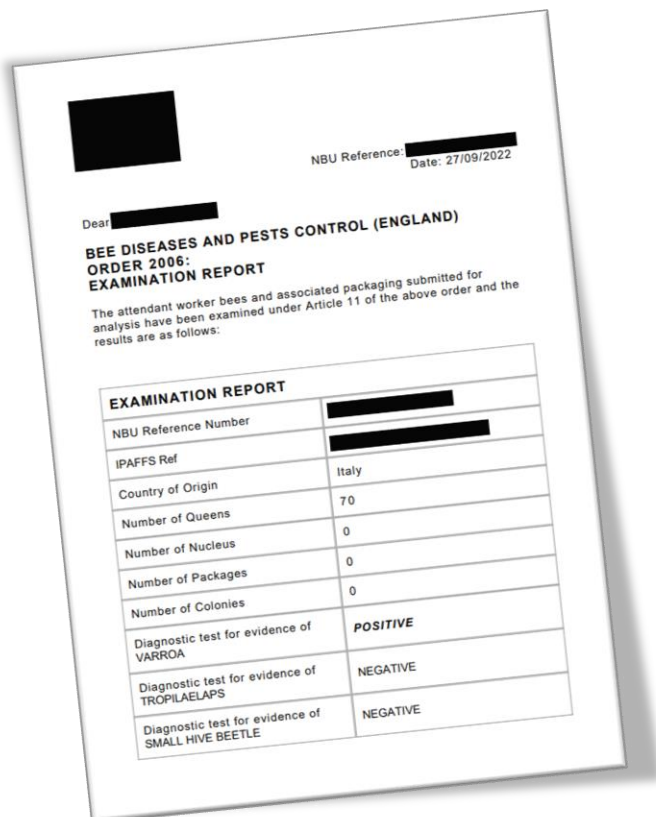 NBU Reference:
Date: 27/09/2022
Dear
BEE DISEASES AND PESTS CONTROL (ENGLAND)
ORDER 2006:
EXAMINATION REPORT
The attendant worker bees and associated packaging submitted for
analysis have been examined under Article 11 of the above order and the
results are as follows:
EXAMINATION REPORT
NBU Reference Number
IPAFFS Ref
Country of Origin Italy
Number of Queens 70
Number of Nucleus 0
Number of Packages 0
Number of Colonies 0
Diagnostic test for evidence of
VARROA POSITIVE
Diagnostic test for evidence of
TROPILAELAPS NEGATIVE
Diagnostic test for evidence of
SMALL HIVE BEETLE NEGATIVE